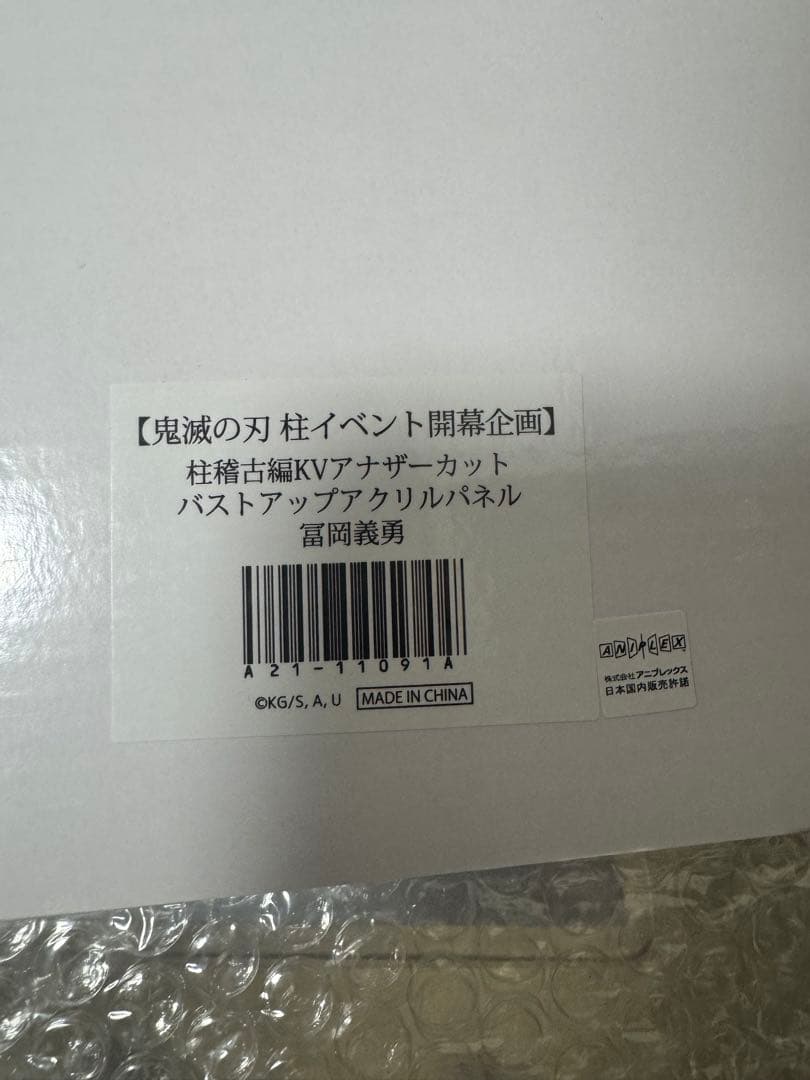 【鬼滅の刃 柱イベント開幕企画】
柱稽古編KVアナザーカット
バストアップアクリルパネル
冨岡義勇
A21-11091A
©KG/S, A, U MADE IN CHINA
ANIPLEX
株式会社アニプレックス
日本国内販売許諾